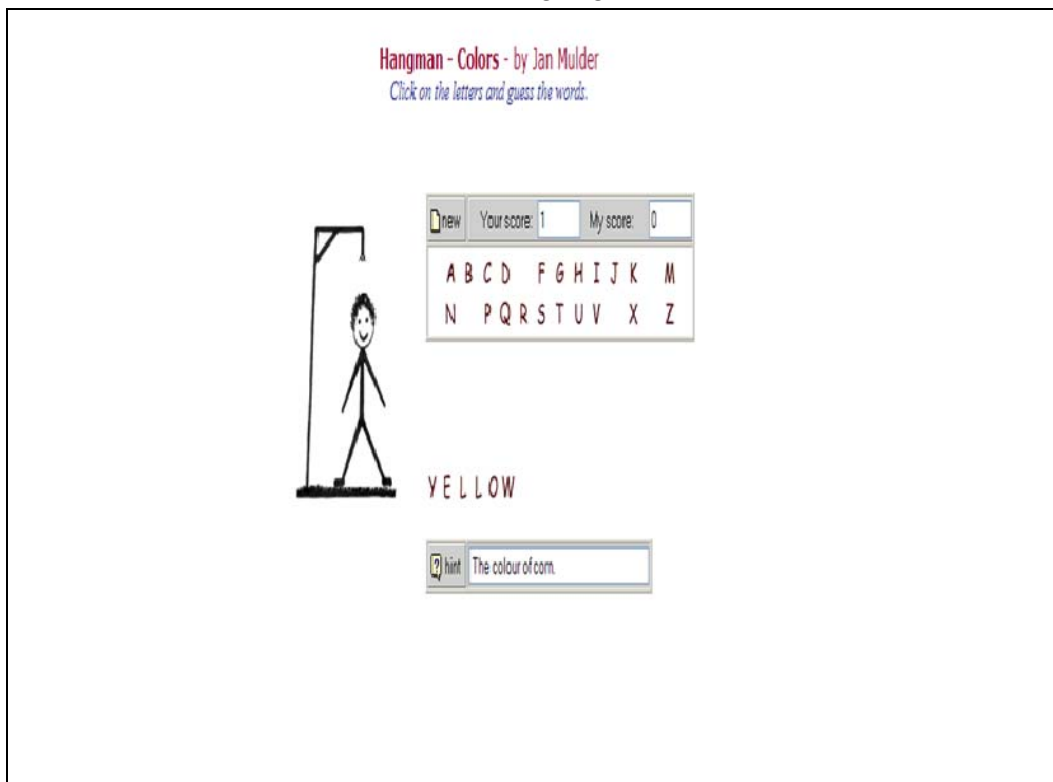 Hangman - Colors - by Jan Mulder
Click on the letters and guess the words.
new Your score: 1 My score: 0
A B C D F G H I J K M
N P Q R S T U V X Z
YELLOW
? hint The colour of corn.